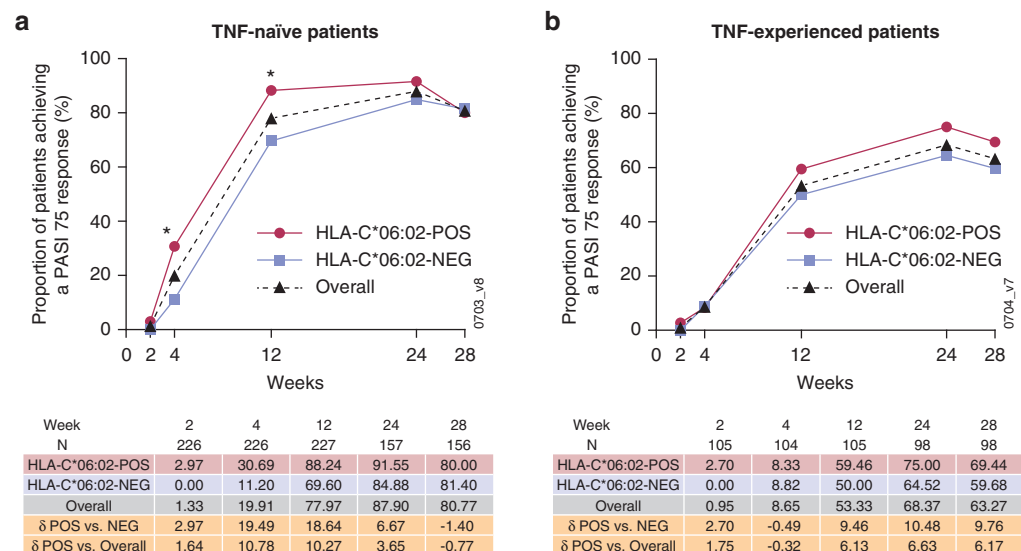 a
TNF-naïve patients
Proportion of patients achieving
a PASI 75 response (%)
100
80
60
40
20
0
*
*
HLA-C*06:02-POS
HLA-C*06:02-NEG
Overall
0703_v8
0 2 4 12 24 28
Weeks
Week 2 4 12 24 28
N 226 226 227 157 156
HLA-C*06:02-POS 2.97 30.69 88.24 91.55 80.00
HLA-C*06:02-NEG 0.00 11.20 69.60 84.88 81.40
Overall 1.33 19.91 77.97 87.90 80.77
δ POS vs. NEG 2.97 19.49 18.64 6.67 -1.40
δ POS vs. Overall 1.64 10.78 10.27 3.65 -0.77
b
TNF-experienced patients
Proportion of patients achieving
a PASI 75 response (%)
100
80
60
40
20
0
HLA-C*06:02-POS
HLA-C*06:02-NEG
Overall
0704_v7
0 2 4 12 24 28
Weeks
Week 2 4 12 24 28
N 105 104 105 98 98
HLA-C*06:02-POS 2.70 8.33 59.46 75.00 69.44
HLA-C*06:02-NEG 0.00 8.82 50.00 64.52 59.68
Overall 0.95 8.65 53.33 68.37 63.27
δ POS vs. NEG 2.70 -0.49 9.46 10.48 9.76
δ POS vs. Overall 1.75 -0.32 6.13 6.63 6.17